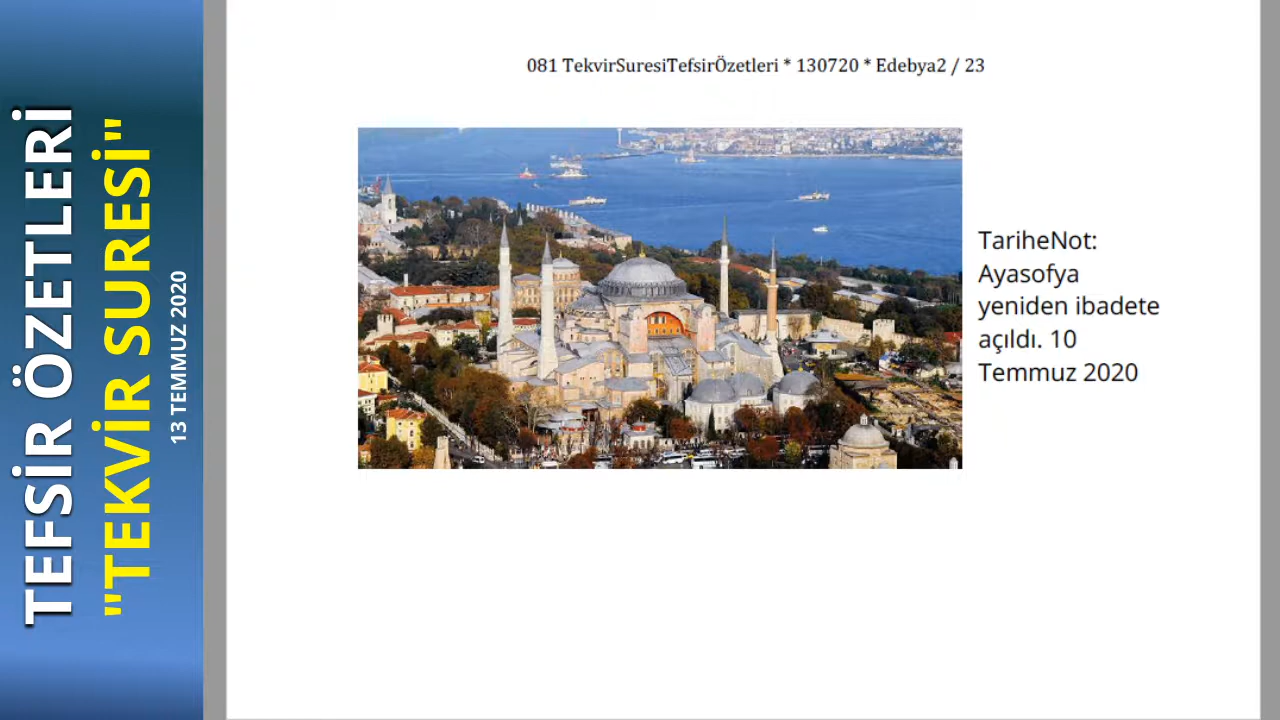 TEFSİR ÖZETLERİ
"TEKVİR SURESİ"
13 TEMMUZ 2020
081 TekvirSuresiTefsirÖzetleri * 130720 * Edebya2 / 23
TariheNot:
Ayasofya
yeniden ibadete
açıldı. 10
Temmuz 2020